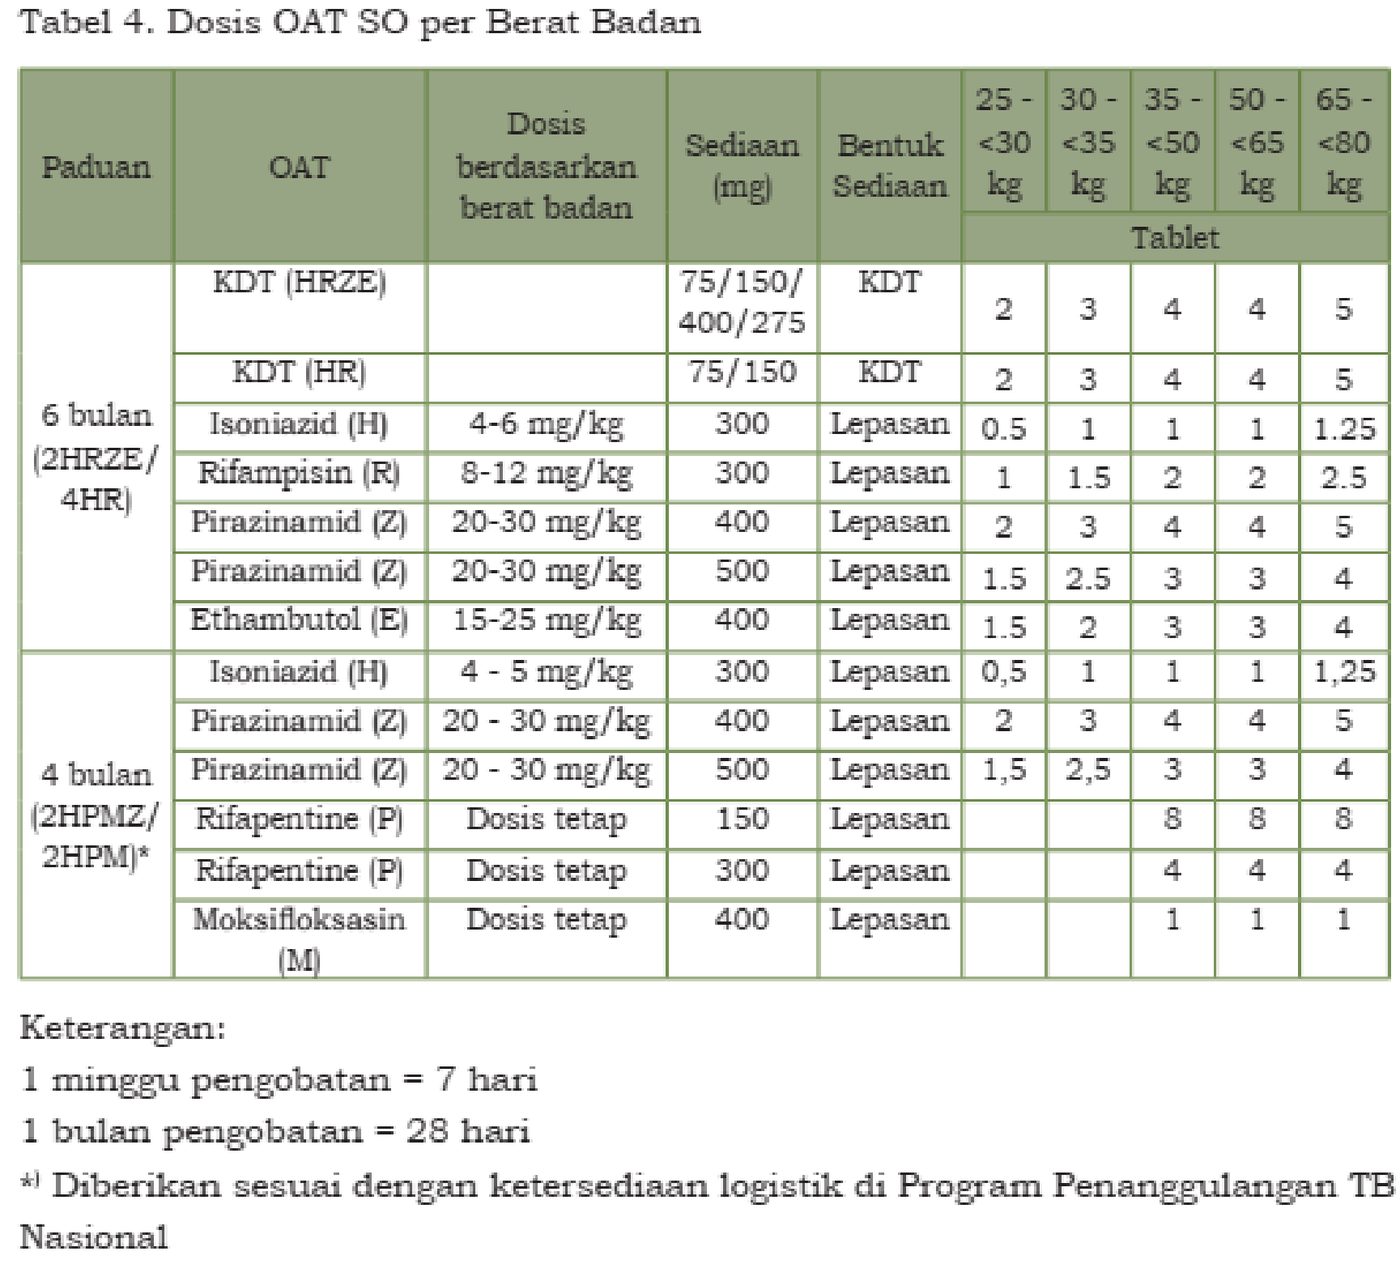 Tabel 4. Dosis OAT SO per Berat Badan
Paduan OAT Dosis berdasarkan berat badan Sediaan (mg) Bentuk Sediaan 25 - <30 kg 30 - <35 kg 35 - <50 kg 50 - <65 kg 65 - <80 kg
Tablet
6 bulan (2HRZE/ 4HR)
KDT (HRZE) 75/150/ 400/275 KDT 2 3 4 4 5
KDT (HR) 75/150 KDT 2 3 4 4 5
Isoniazid (H) 4-6 mg/kg 300 Lepasan 0.5 1 1 1 1.25
Rifampisin (R) 8-12 mg/kg 300 Lepasan 1 1.5 2 2 2.5
Pirazinamid (Z) 20-30 mg/kg 400 Lepasan 2 3 4 4 5
Pirazinamid (Z) 20-30 mg/kg 500 Lepasan 1.5 2.5 3 3 4
Ethambutol (E) 15-25 mg/kg 400 Lepasan 1.5 2 3 3 4
4 bulan (2HPMZ/ 2HPM)*
Isoniazid (H) 4 - 5 mg/kg 300 Lepasan 0,5 1 1 1 1,25
Pirazinamid (Z) 20 - 30 mg/kg 400 Lepasan 2 3 4 4 5
Pirazinamid (Z) 20 - 30 mg/kg 500 Lepasan 1,5 2,5 3 3 4
Rifapentine (P) Dosis tetap 150 Lepasan 8 8 8
Rifapentine (P) Dosis tetap 300 Lepasan 4 4 4
Moksifloksasin (M) Dosis tetap 400 Lepasan 1 1 1
Keterangan:
1 minggu pengobatan = 7 hari
1 bulan pengobatan = 28 hari
*) Diberikan sesuai dengan ketersediaan logistik di Program Penanggulangan TB
Nasional